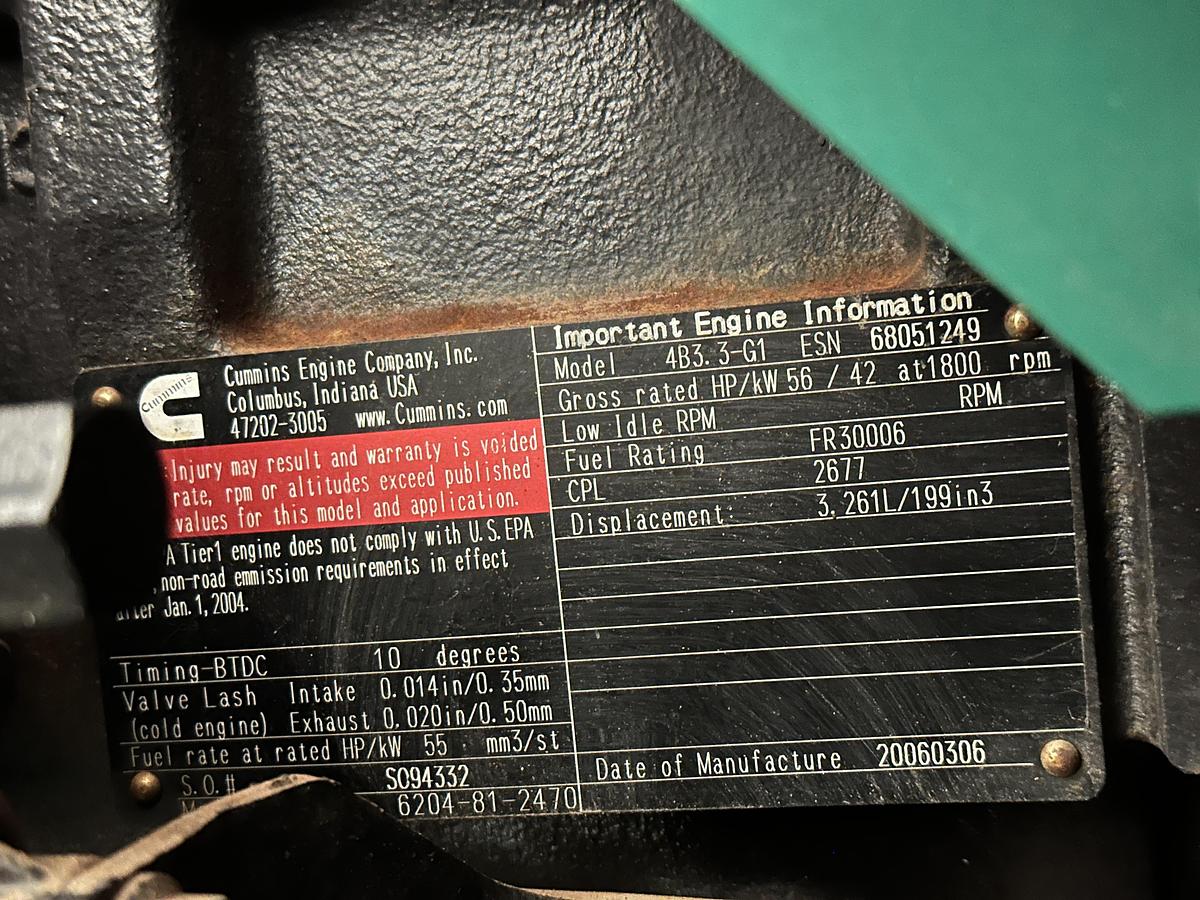 Cummins
Cummins Engine Company, Inc.
Columbus, Indiana USA
47202-3005 www.Cummins.com
Injury may result and warranty is voided
rate, rpm or altitudes exceed published
values for this model and application.
A Tier1 engine does not comply with U.S.EPA
non-road emmission requirements in effect
after Jan.1,2004.
Timing-BTDC 10 degrees
Valve Lash Intake 0.014in/0.35mm
(cold engine) Exhaust 0.020in/0.50mm
Fuel rate at rated HP/kW 55 mm3/st
S.O.# SO94332
6204-81-2470
Important Engine Information
Model 4B3.3-G1 ESN 68051249
Gross rated HP/kW 56 / 42 at1800 rpm
Low Idle RPM RPM
Fuel Rating FR30006
CPL 2677
Displacement: 3,261L/199in3
Date of Manufacture 20060306